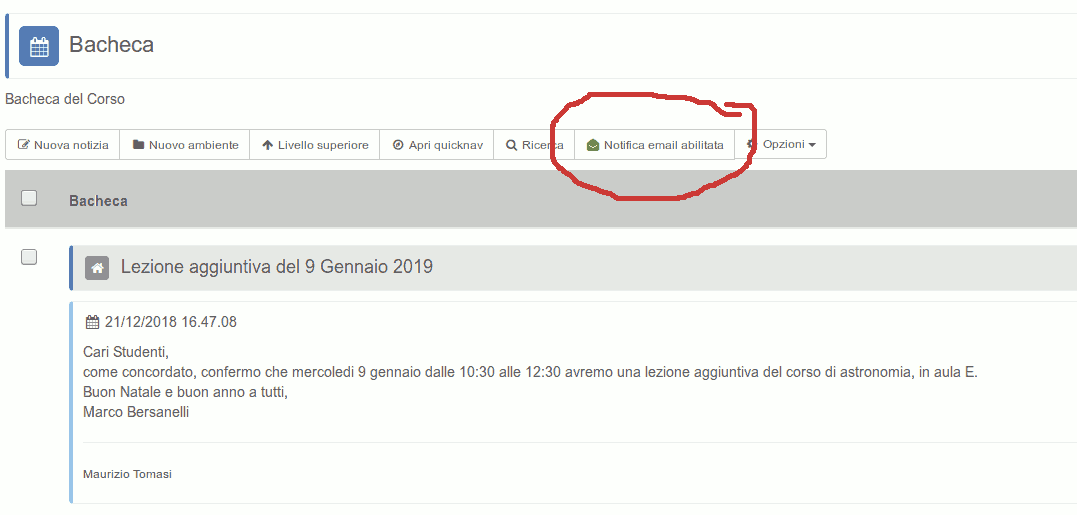 Bacheca
Bacheca del Corso
Nuova notizia Nuovo ambiente Livello superiore Apri quicknav Ricerca Notifica email abilitata Opzioni
Bacheca
Lezione aggiuntiva del 9 Gennaio 2019
21/12/2018 16.47.08
Cari Studenti,
come concordato, confermo che mercoledi 9 gennaio dalle 10:30 alle 12:30 avremo una lezione aggiuntiva del corso di astronomia, in aula E.
Buon Natale e buon anno a tutti,
Marco Bersanelli
Maurizio Tomasi